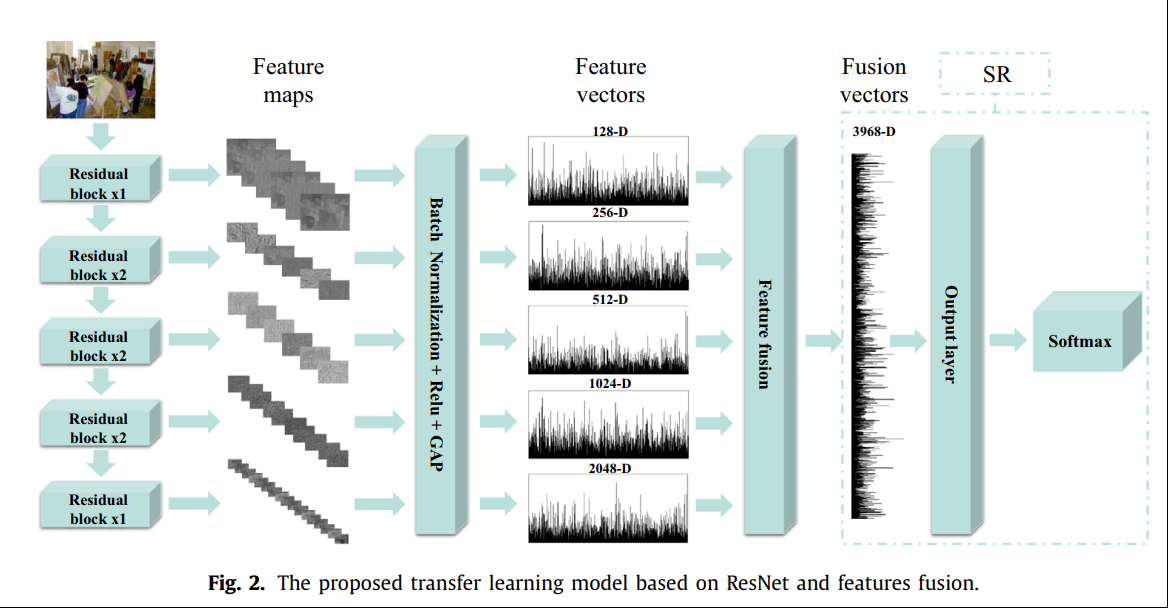 Feature
maps
Feature
vectors
Fusion
vectors
SR
Residual
block x1
Residual
block x2
Residual
block x2
Residual
block x2
Residual
block x1
Batch Normalization + Relu + GAP
128-D
256-D
512-D
1024-D
2048-D
Feature fusion
3968-D
Output layer
Softmax
Fig. 2. The proposed transfer learning model based on ResNet and features fusion.